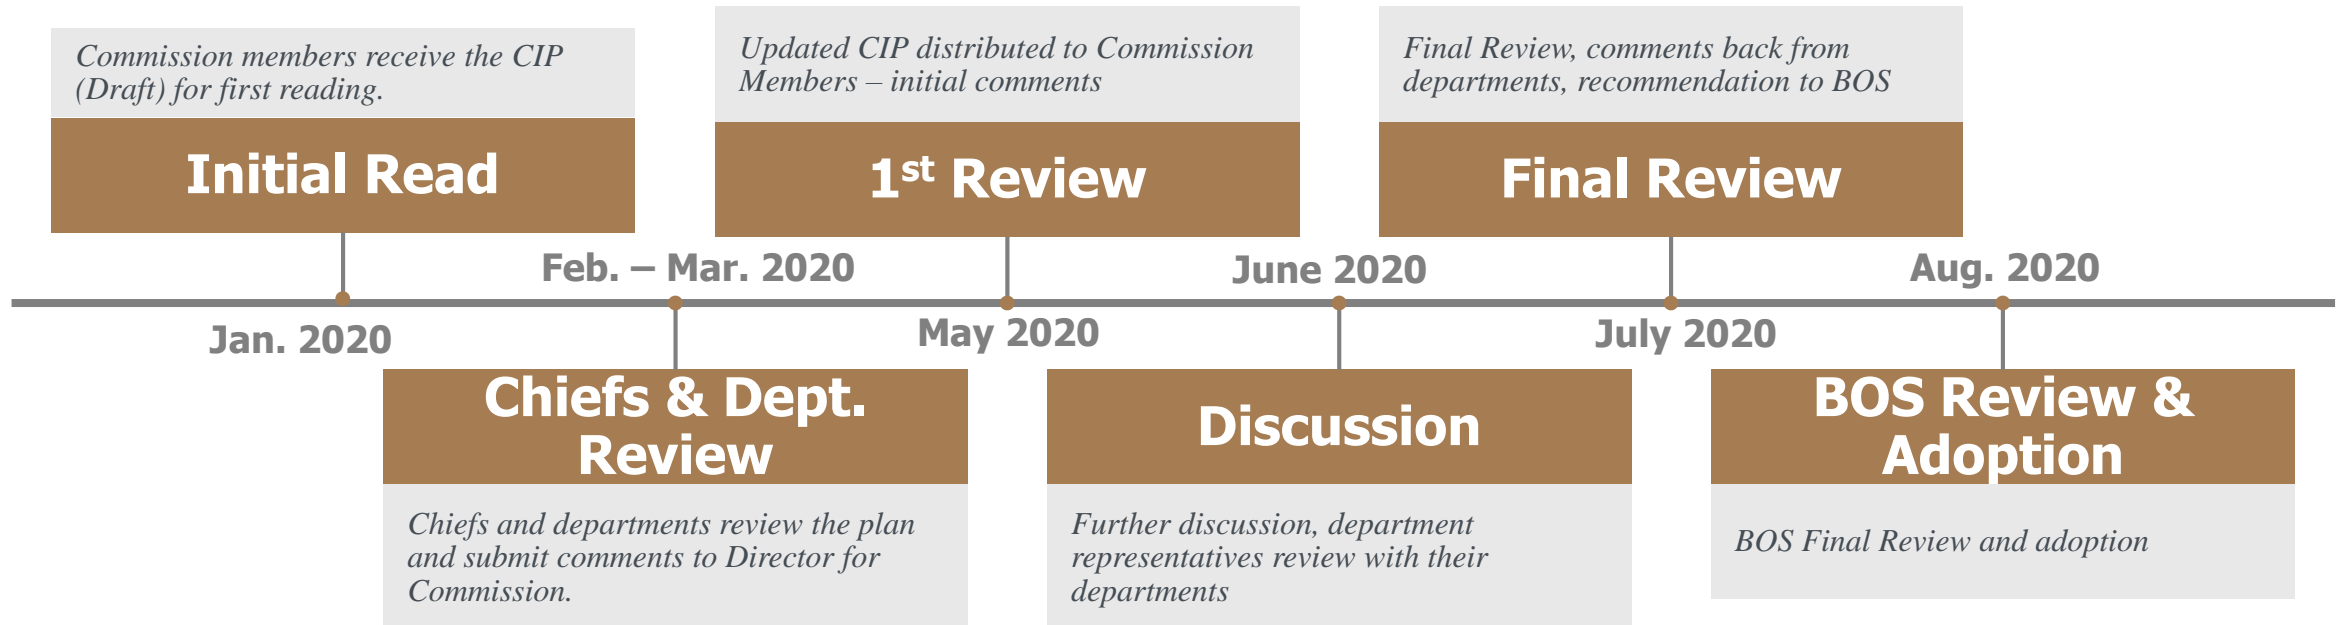 Commission members receive the CIP
(Draft) for first reading.
Initial Read
Jan. 2020
Feb. – Mar. 2020
Chiefs & Dept.
Review
Chiefs and departments review the plan
and submit comments to Director for
Commission.
Updated CIP distributed to Commission
Members – initial comments
1st Review
May 2020
June 2020
Discussion
Further discussion, department
representatives review with their
departments
Final Review, comments back from
departments, recommendation to BOS
Final Review
July 2020
Aug. 2020
BOS Review &
Adoption
BOS Final Review and adoption